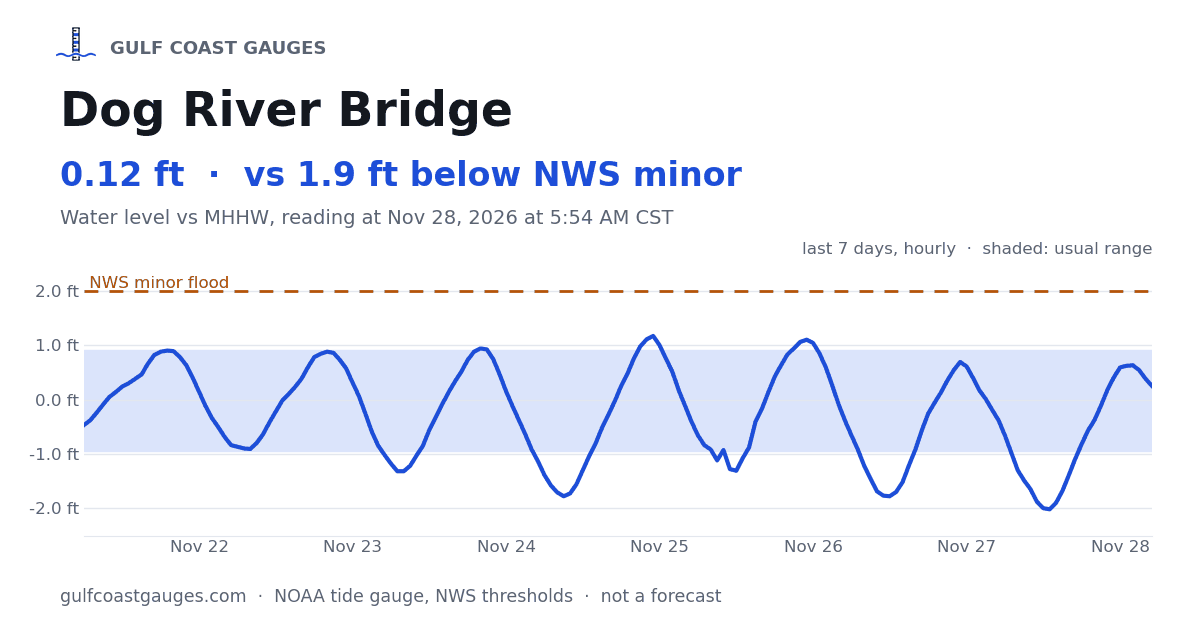 GULF COAST GAUGES
Dog River Bridge
0.12 ft · vs 1.9 ft below NWS minor
Water level vs MHHW, reading at Nov 28, 2026 at 5:54 AM CST
last 7 days, hourly · shaded: usual range
NWS minor flood
2.0 ft
1.0 ft
0.0 ft
-1.0 ft
-2.0 ft
Nov 22 Nov 23 Nov 24 Nov 25 Nov 26 Nov 27 Nov 28
gulfcoastgauges.com · NOAA tide gauge, NWS thresholds · not a forecast